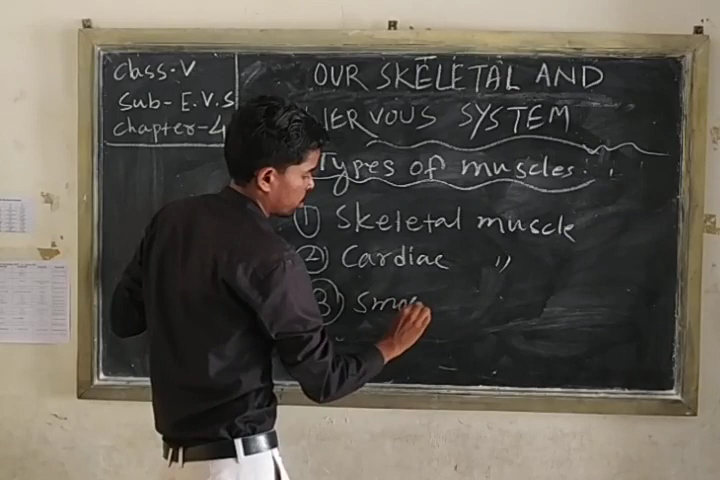 Class-V
Sub- E.V.S
Chapter-4
OUR SKELETAL AND
NERVOUS SYSTEM
Types of muscles:
① Skeletal muscle
② Cardiac "
③ Smo